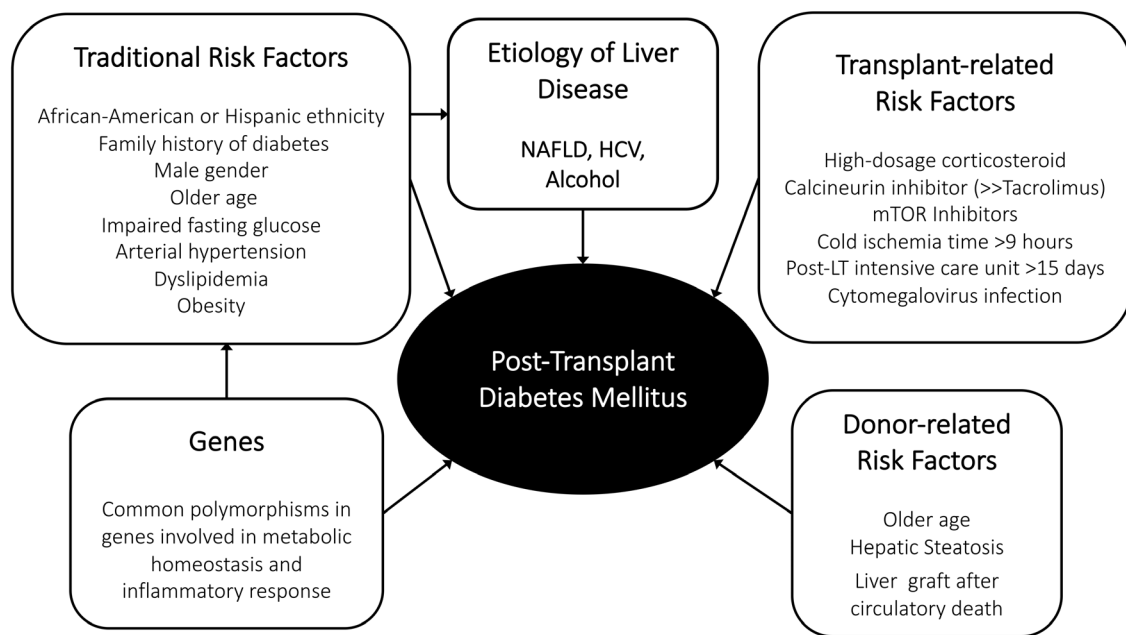 Traditional Risk Factors
African-American or Hispanic ethnicity
Family history of diabetes
Male gender
Older age
Impaired fasting glucose
Arterial hypertension
Dyslipidemia
Obesity
Etiology of Liver
Disease
NAFLD, HCV,
Alcohol
Transplant-related
Risk Factors
High-dosage corticosteroid
Calcineurin inhibitor (>>Tacrolimus)
mTOR Inhibitors
Cold ischemia time >9 hours
Post-LT intensive care unit >15 days
Cytomegalovirus infection
Post-Transplant
Diabetes Mellitus
Genes
Common polymorphisms in
genes involved in metabolic
homeostasis and
inflammatory response
Donor-related
Risk Factors
Older age
Hepatic Steatosis
Liver graft after
circulatory death